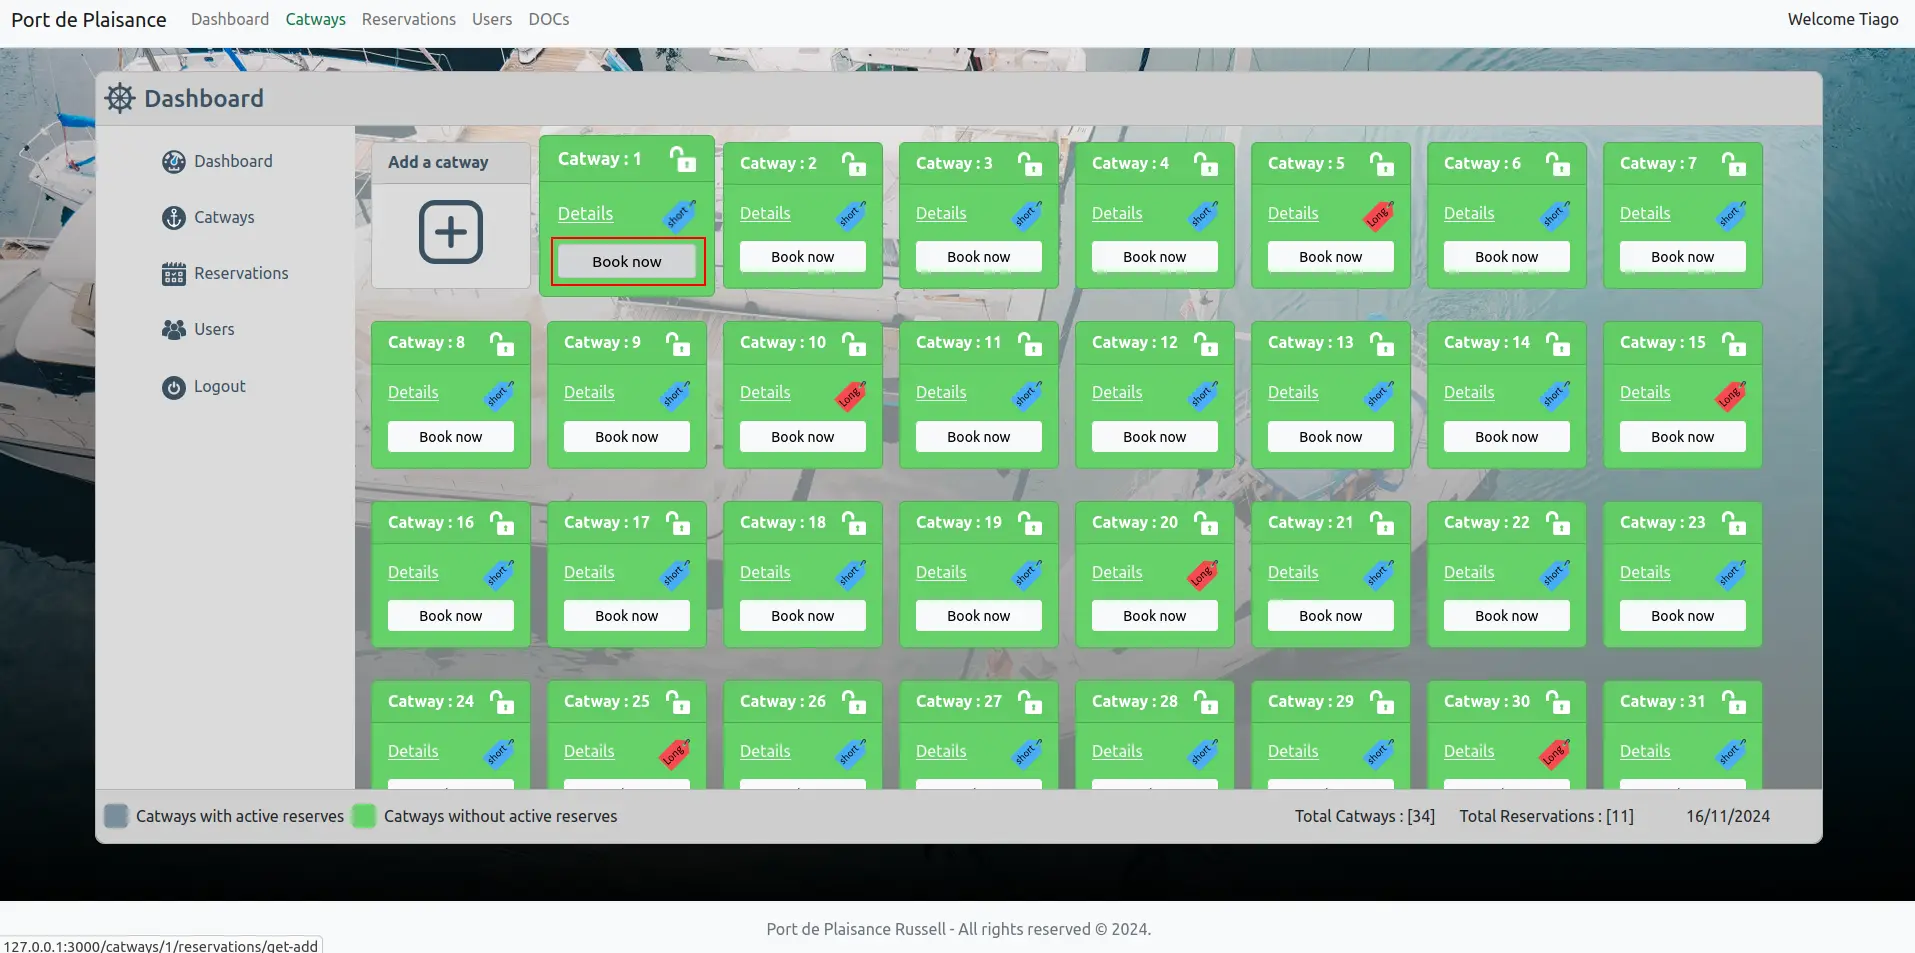 Port de Plaisance Dashboard Catways Reservations Users DOCs Welcome Tiago
Dashboard
Dashboard
Catways
Reservations
Users
Logout
Add a catway
Catway : 1
Details short
Book now
Catway : 2
Details short
Book now
Catway : 3
Details short
Book now
Catway : 4
Details short
Book now
Catway : 5
Details Long
Book now
Catway : 6
Details short
Book now
Catway : 7
Details short
Book now
Catway : 8
Details short
Book now
Catway : 9
Details short
Book now
Catway : 10
Details Long
Book now
Catway : 11
Details short
Book now
Catway : 12
Details short
Book now
Catway : 13
Details short
Book now
Catway : 14
Details short
Book now
Catway : 15
Details Long
Book now
Catway : 16
Details short
Book now
Catway : 17
Details short
Book now
Catway : 18
Details short
Book now
Catway : 19
Details short
Book now
Catway : 20
Details Long
Book now
Catway : 21
Details short
Book now
Catway : 22
Details short
Book now
Catway : 23
Details short
Book now
Catway : 24
Details short
Catway : 25
Details Long
Catway : 26
Details short
Catway : 27
Details short
Catway : 28
Details short
Catway : 29
Details short
Catway : 30
Details Long
Catway : 31
Details short
Catways with active reserves Catways without active reserves Total Catways : [34] Total Reservations : [11] 16/11/2024
Port de Plaisance Russell - All rights reserved © 2024.
127.0.0.1:3000/catways/1/reservations/get-add